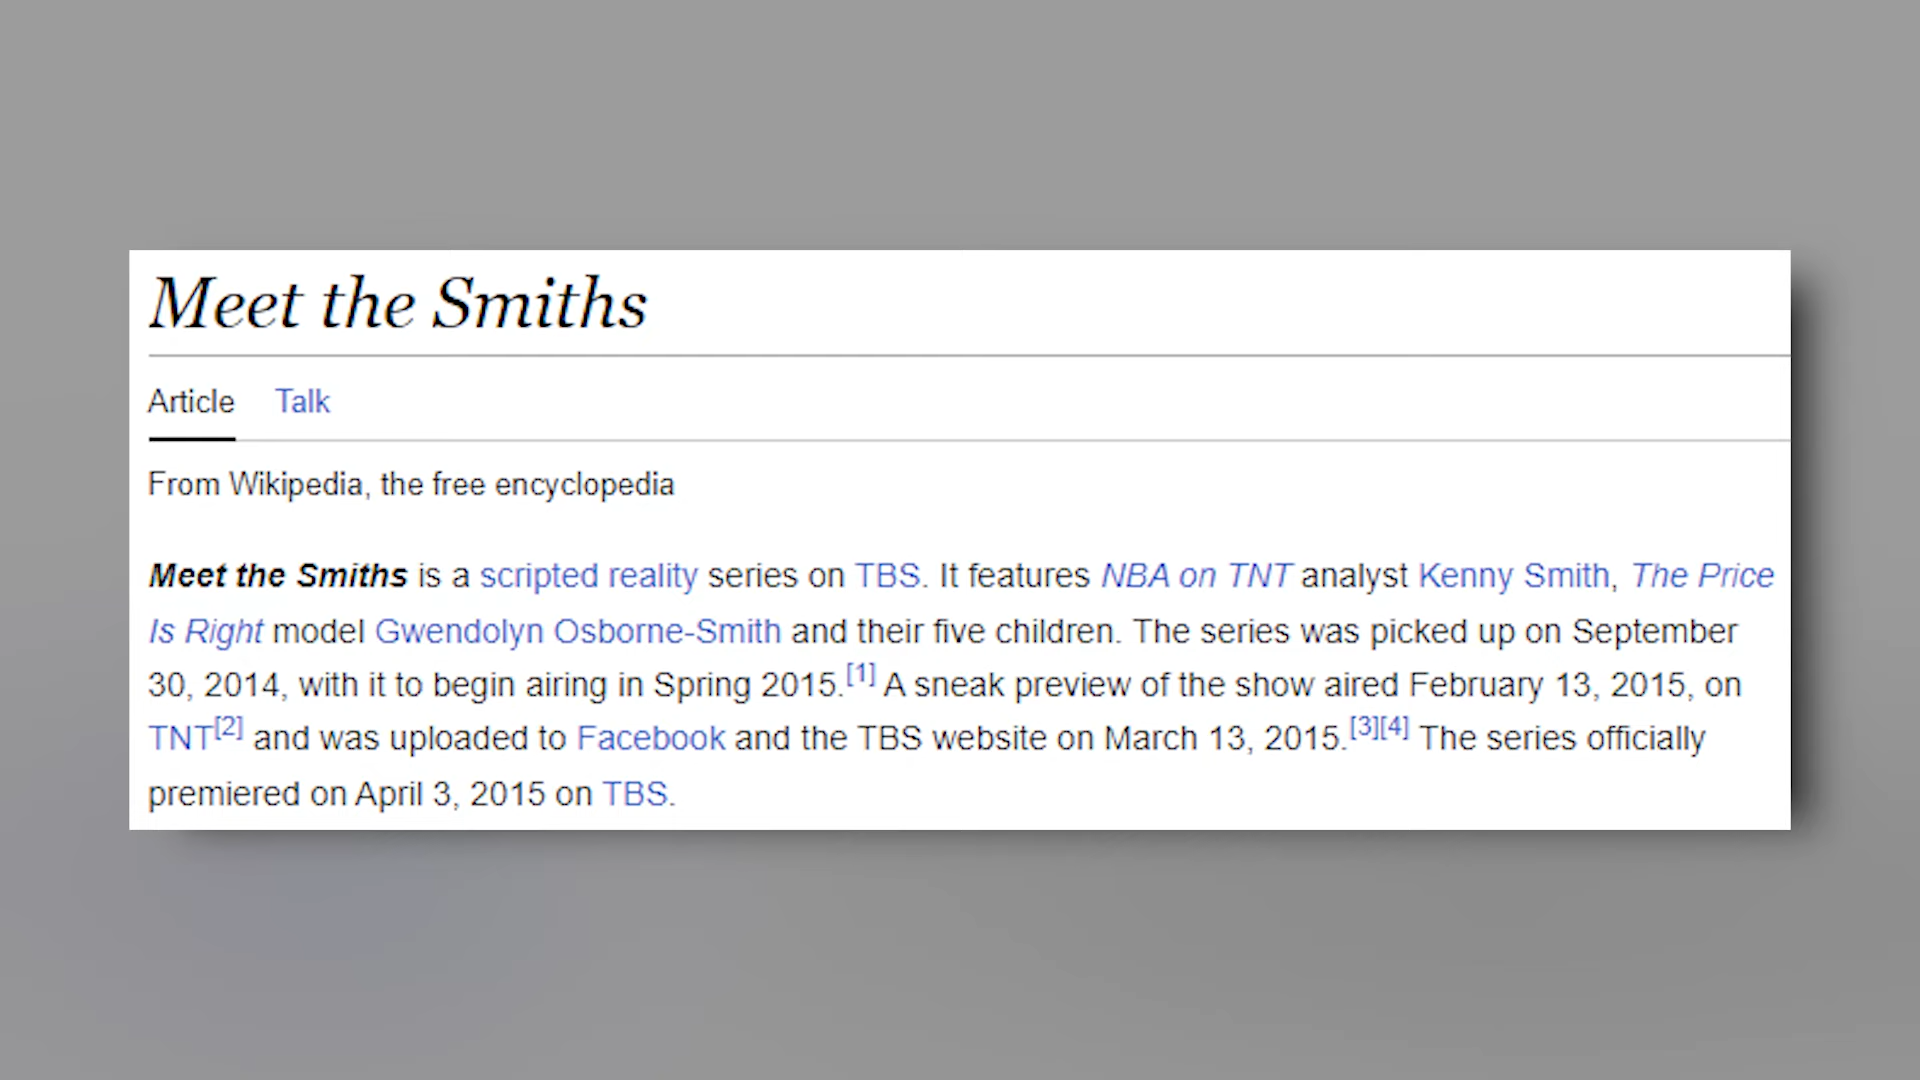 Meet the Smiths
Article Talk
From Wikipedia, the free encyclopedia
Meet the Smiths is a scripted reality series on TBS. It features NBA on TNT analyst Kenny Smith, The Price
Is Right model Gwendolyn Osborne-Smith and their five children. The series was picked up on September
30, 2014, with it to begin airing in Spring 2015.[1] A sneak preview of the show aired February 13, 2015, on
TNT[2] and was uploaded to Facebook and the TBS website on March 13, 2015.[3][4] The series officially
premiered on April 3, 2015 on TBS.